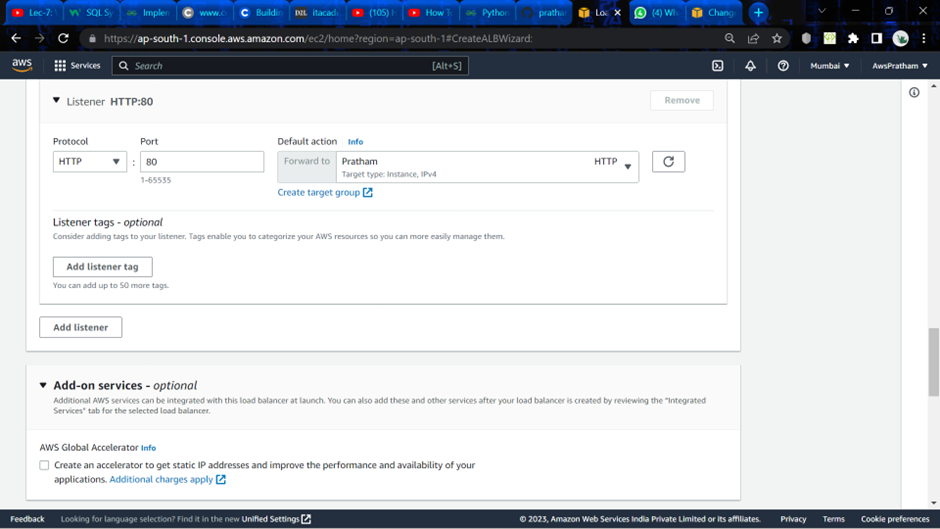 Lec-7:
SQL Sy
Implem
www.c
Buildin
itacade
(105)
How T
Python
pratha
Loa
(4) Wh
Chang
https://ap-south-1.console.aws.amazon.com/ec2/home?region=ap-south-1#CreateALBWizard:
aws
Services
Search
[Alt+S]
Mumbai
AwsPratham
Listener HTTP:80
Remove
Protocol
Port
Default action Info
HTTP
:
80
Forward to
Pratham
HTTP
Target type: Instance, IPv4
1-65535
Create target group
Listener tags - optional
Consider adding tags to your listener. Tags enable you to categorize your AWS resources so you can more easily manage them.
Add listener tag
You can add up to 50 more tags.
Add listener
Add-on services - optional
Additional AWS services can be integrated with this load balancer at launch. You can also add these and other services after your load balancer is created by reviewing the "Integrated
Services" tab for the selected load balancer.
AWS Global Accelerator Info
Create an accelerator to get static IP addresses and improve the performance and availability of your
applications. Additional charges apply
Feedback
Looking for language selection? Find it in the new Unified Settings
© 2023, Amazon Web Services India Private Limited or its affiliates.
Privacy
Terms
Cookie preferences